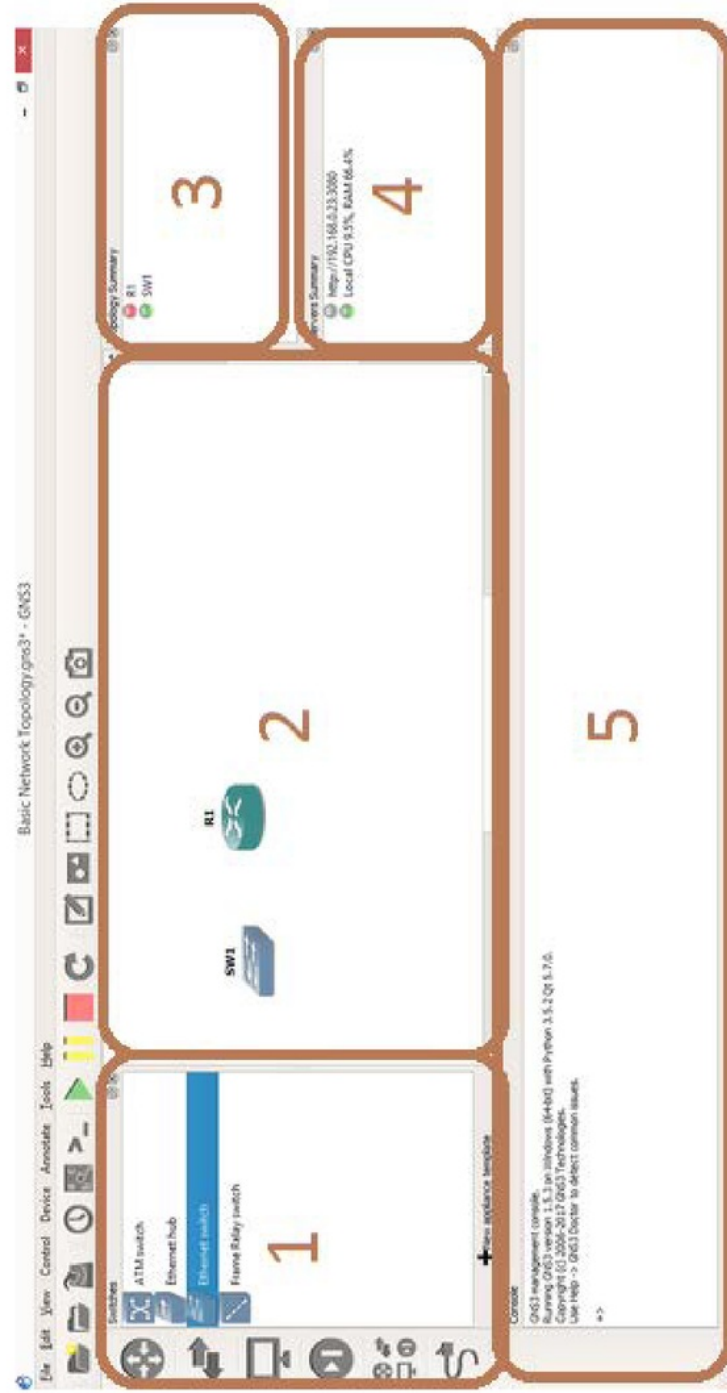 Basic Network Topology.gns3* - GNS3
File Edit View Control Device Annotate Tools Help
Switches
ATM switch
Ethernet hub
Ethernet switch
Frame Relay switch
New appliance template
1
SW1
R1
2
Topology Summary
R1
SW1
3
Servers Summary
http://192.168.0.23:3080
Local CPU 9.5%, RAM 66.4%
4
Console
GNS3 management console.
Running GNS3 version 1.5.3 on Windows (64-bit) with Python 3.5.2 Qt 5.7.0.
Copyright (c) 2006-2017 GNS3 Technologies.
Use Help -> GNS3 Doctor to detect common issues.
=>
5